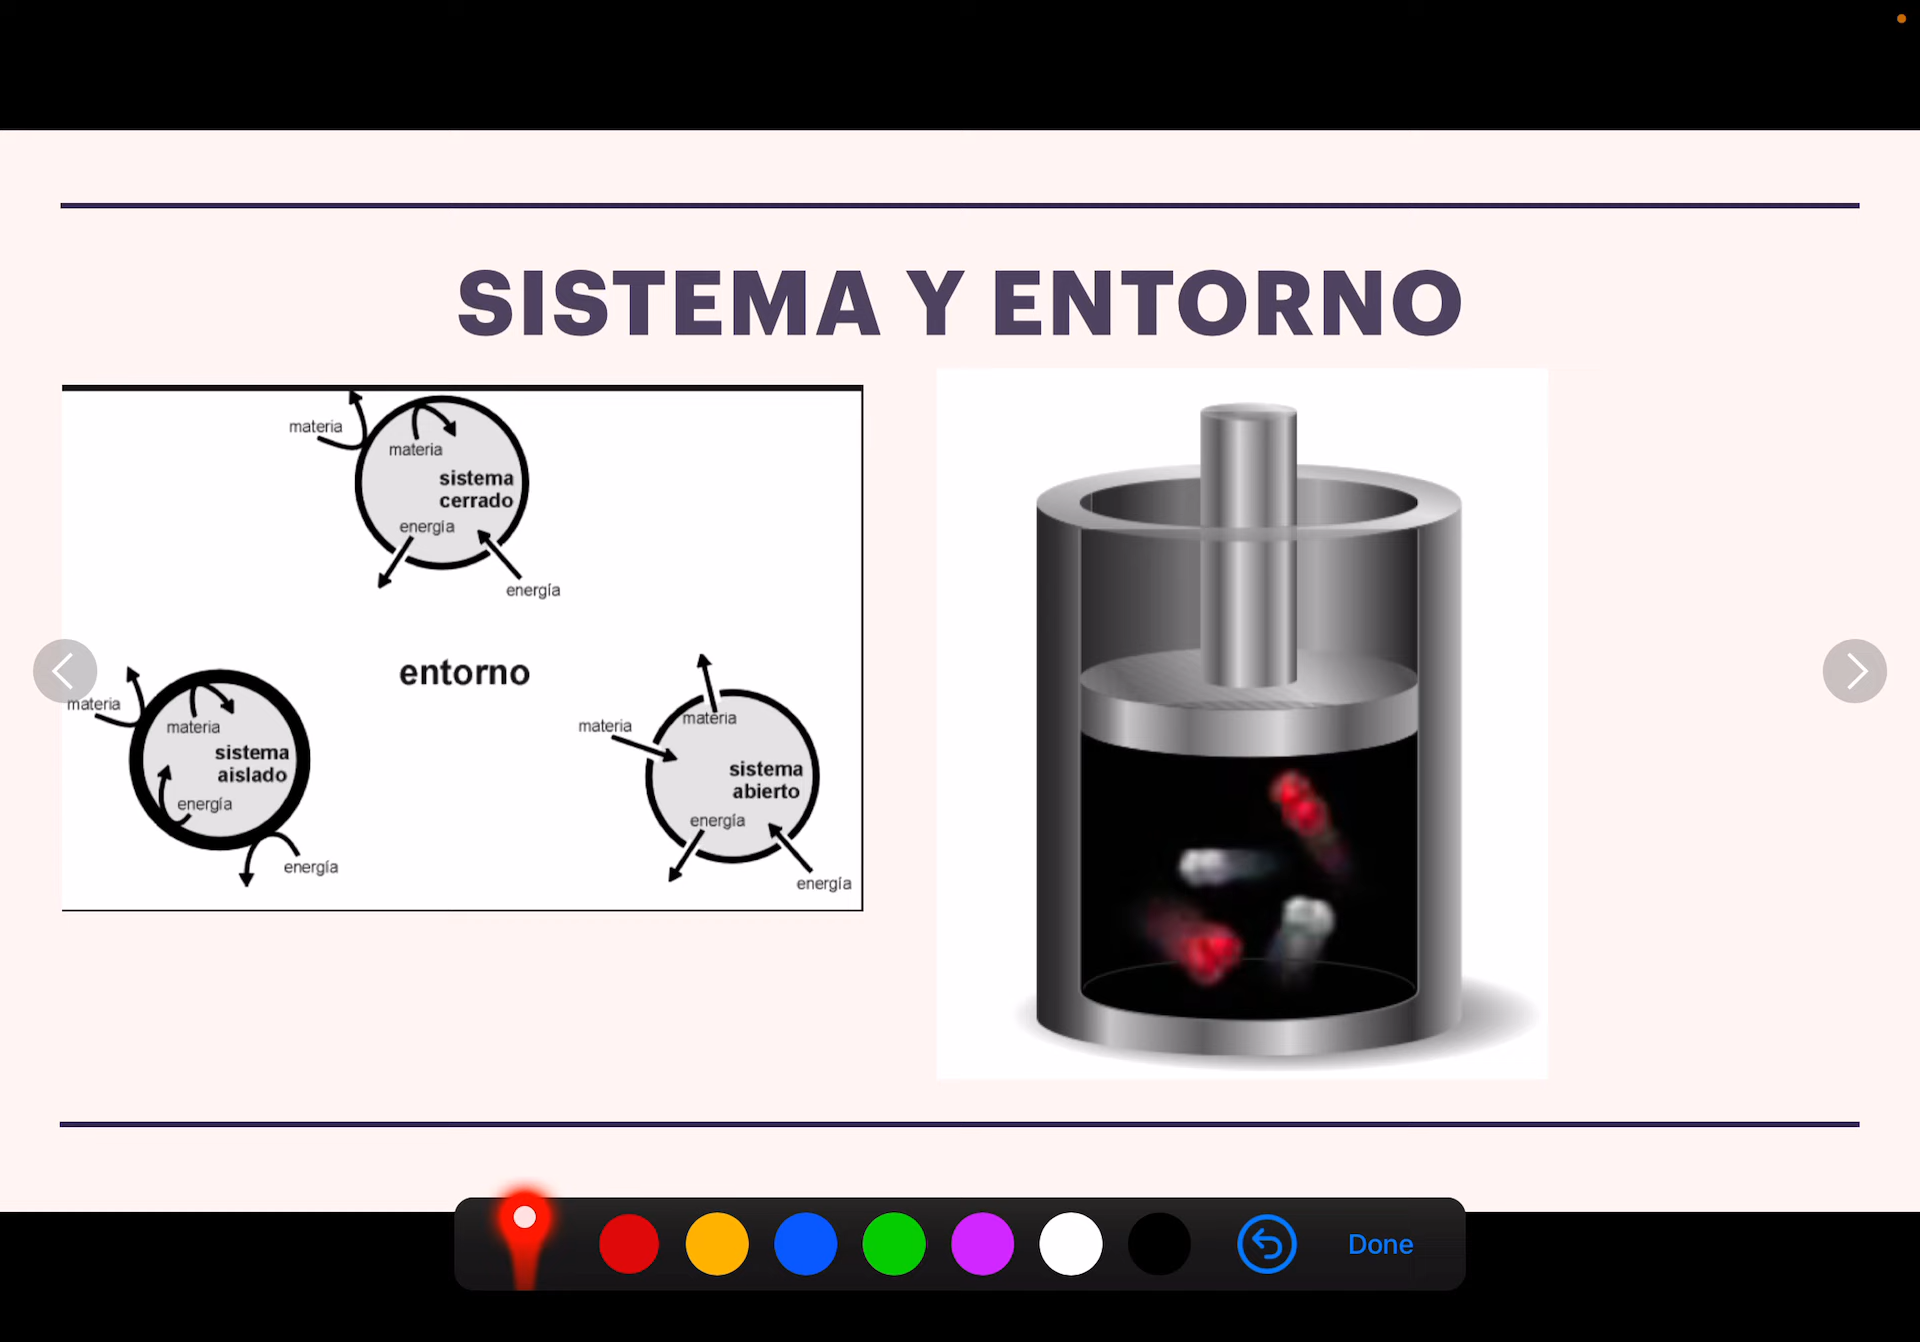 SISTEMA Y ENTORNO
materia
materia
sistema
cerrado
energía
energía
entorno
materia
materia
sistema
aislado
energía
energía
materia
materia
sistema
abierto
energía
energía
Done